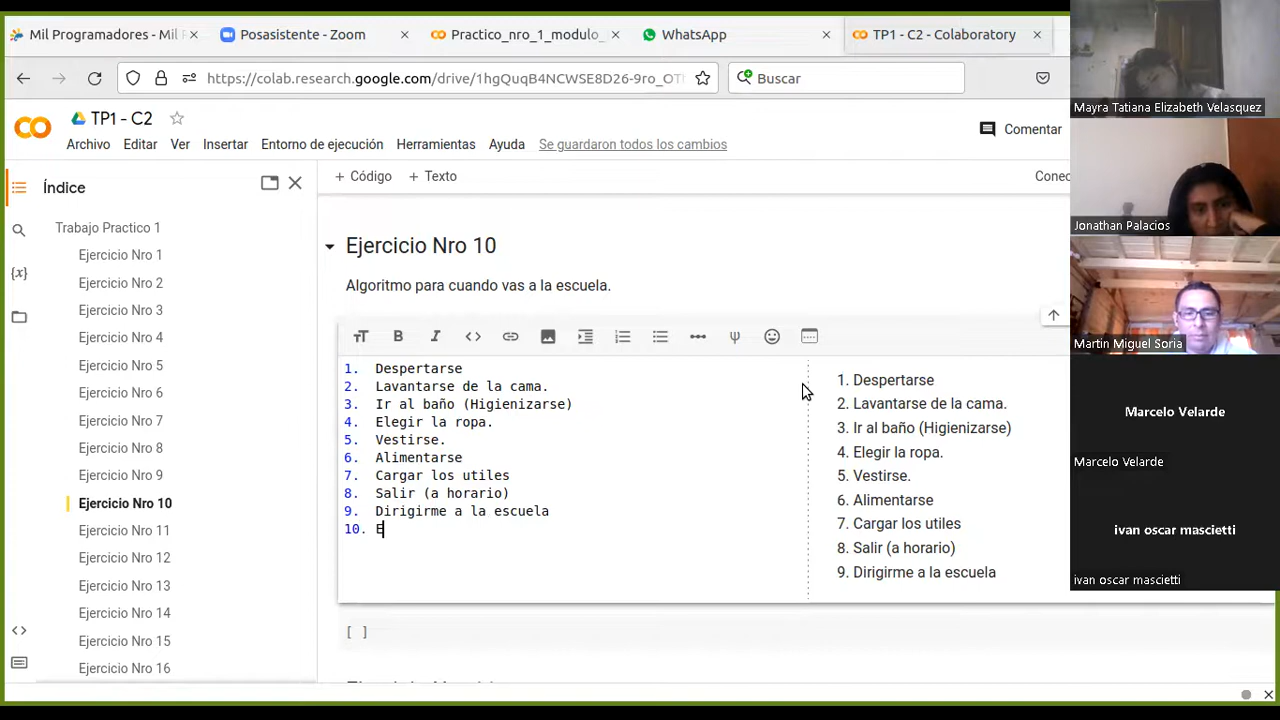 Mil Programadores - Mil
Posasistente - Zoom
Practico_nro_1_modulo_
WhatsApp
TP1 - C2 - Colaboratory
https://colab.research.google.com/drive/1hgQuqB4NCWSE8D26-9ro_OTI
Buscar
TP1 - C2
Archivo Editar Ver Insertar Entorno de ejecución Herramientas Ayuda Se guardaron todos los cambios
Comentar
Índice
+ Código + Texto
Conec
Trabajo Practico 1
Ejercicio Nro 1
Ejercicio Nro 2
Ejercicio Nro 3
Ejercicio Nro 4
Ejercicio Nro 5
Ejercicio Nro 6
Ejercicio Nro 7
Ejercicio Nro 8
Ejercicio Nro 9
Ejercicio Nro 10
Ejercicio Nro 11
Ejercicio Nro 12
Ejercicio Nro 13
Ejercicio Nro 14
Ejercicio Nro 15
Ejercicio Nro 16
Ejercicio Nro 10
Algoritmo para cuando vas a la escuela.
1. Despertarse
2. Lavantarse de la cama.
3. Ir al baño (Higienizarse)
4. Elegir la ropa.
5. Vestirse.
6. Alimentarse
7. Cargar los utiles
8. Salir (a horario)
9. Dirigirme a la escuela
10. E
1. Despertarse
2. Lavantarse de la cama.
3. Ir al baño (Higienizarse)
4. Elegir la ropa.
5. Vestirse.
6. Alimentarse
7. Cargar los utiles
8. Salir (a horario)
9. Dirigirme a la escuela
[ ]
Mayra Tatiana Elizabeth Velasquez
Jonathan Palacios
Martin Miguel Soria
Marcelo Velarde
Marcelo Velarde
ivan oscar mascietti
ivan oscar mascietti